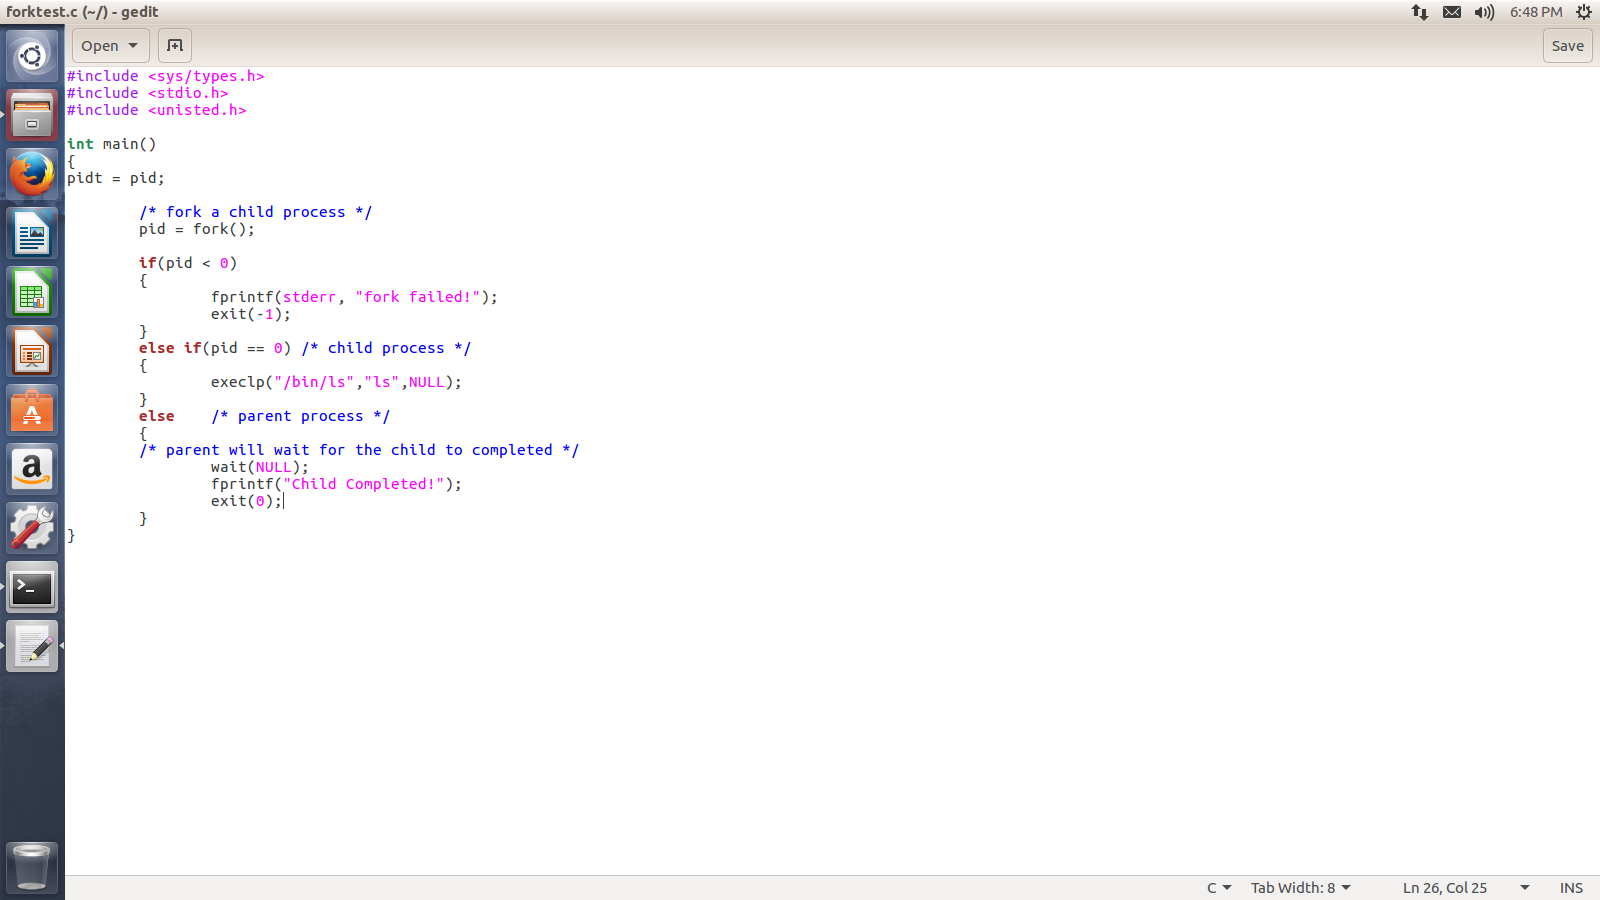 forktest.c (~/) - gedit
6:48 PM
Open
Save
#include <sys/types.h>
#include <stdio.h>
#include <unisted.h>
int main()
{
pidt = pid;
/* fork a child process */
pid = fork();
if(pid < 0)
{
fprintf(stderr, "fork failed!");
exit(-1);
}
else if(pid == 0) /* child process */
{
execlp("/bin/ls","ls",NULL);
}
else /* parent process */
{
/* parent will wait for the child to completed */
wait(NULL);
fprintf("Child Completed!");
exit(0);
}
}
C
Tab Width: 8
Ln 26, Col 25
INS